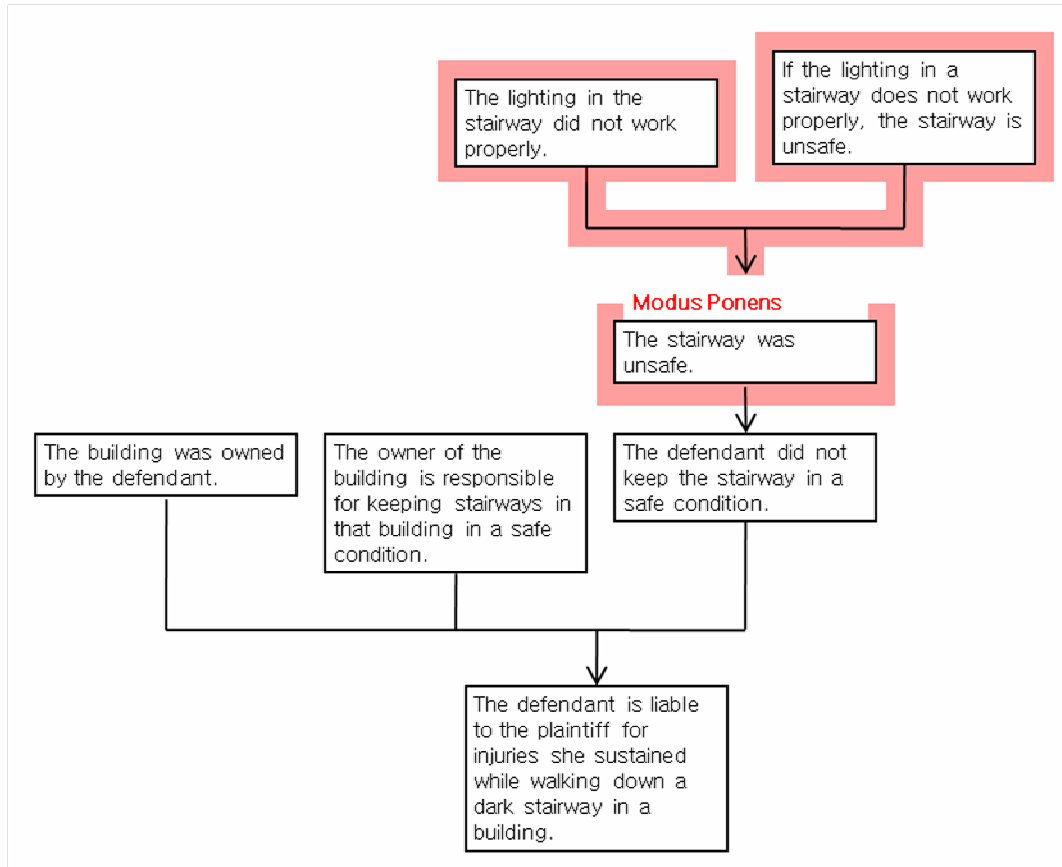 The lighting in the
stairway did not work
properly.
If the lighting in a
stairway does not work
properly, the stairway is
unsafe.
Modus Ponens
The stairway was
unsafe.
The building was owned
by the defendant.
The owner of the
building is responsible
for keeping stairways in
that building in a safe
condition.
The defendant did not
keep the stairway in a
safe condition.
The defendant is liable
to the plaintiff for
injuries she sustained
while walking down a
dark stairway in a
building.